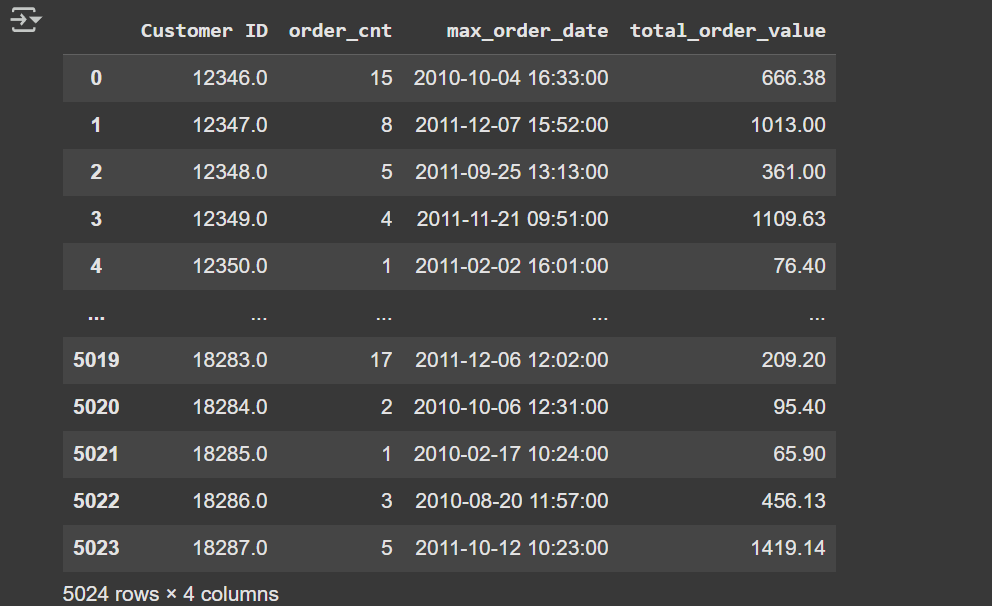 Customer ID order_cnt max_order_date total_order_value
0 12346.0 15 2010-10-04 16:33:00 666.38
1 12347.0 8 2011-12-07 15:52:00 1013.00
2 12348.0 5 2011-09-25 13:13:00 361.00
3 12349.0 4 2011-11-21 09:51:00 1109.63
4 12350.0 1 2011-02-02 16:01:00 76.40
... ... ... ... ...
5019 18283.0 17 2011-12-06 12:02:00 209.20
5020 18284.0 2 2010-10-06 12:31:00 95.40
5021 18285.0 1 2010-02-17 10:24:00 65.90
5022 18286.0 3 2010-08-20 11:57:00 456.13
5023 18287.0 5 2011-10-12 10:23:00 1419.14
5024 rows × 4 columns